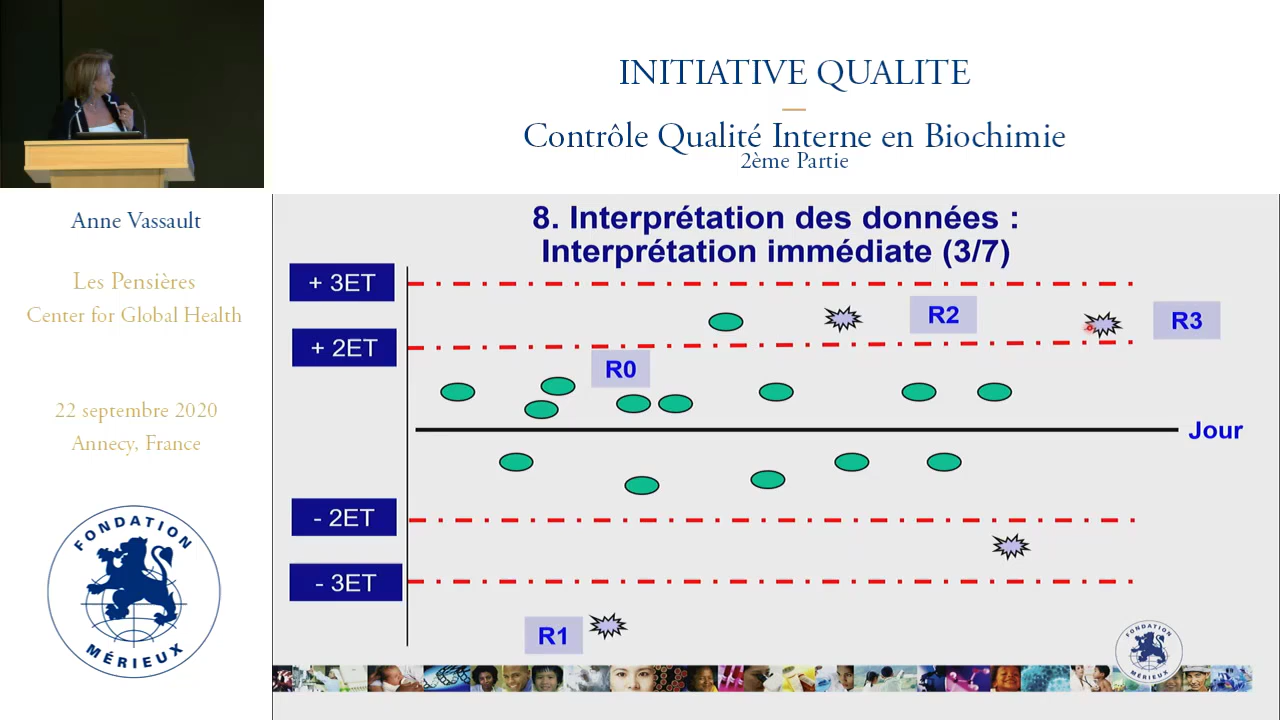 INITIATIVE QUALITE
Contrôle Qualité Interne en Biochimie
2ème Partie
Anne Vassault
Les Pensières
Center for Global Health
22 septembre 2020
Annecy, France
FONDATION
MÉRIEUX
8. Interprétation des données :
Interprétation immédiate (3/7)
+ 3ET
R2
R3
+ 2ET
R0
Jour
- 2ET
- 3ET
R1
FONDATION
MÉRIEUX